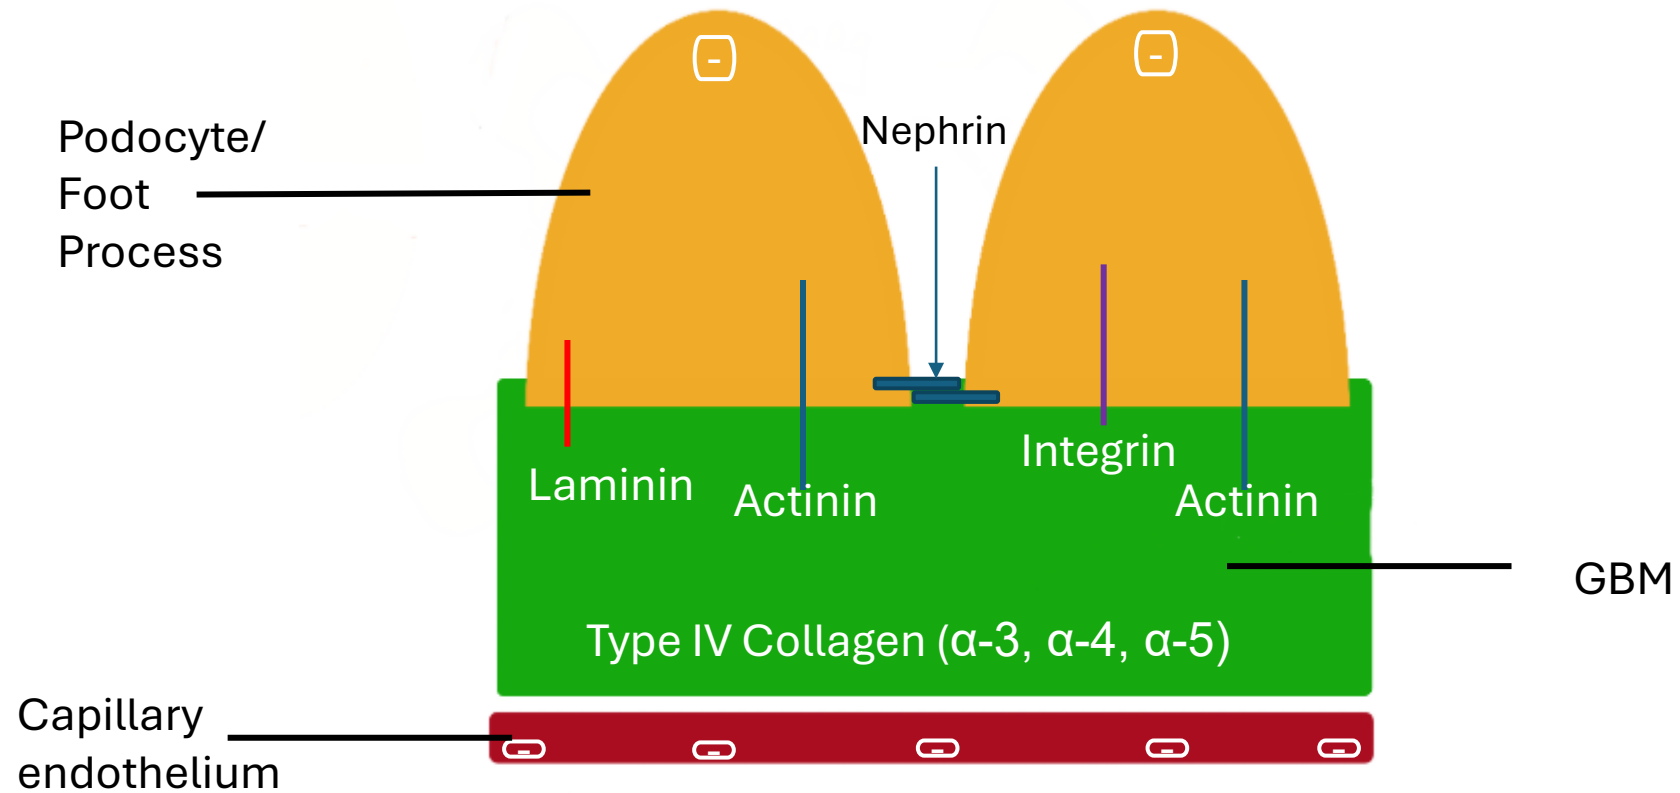 -
-
Nephrin
Podocyte/
Foot
Process
Integrin
Laminin
Actinin
Actinin
GBM
Type IV Collagen (α-3, α-4, α-5)
Capillary
endothelium
-
-
-
-
-